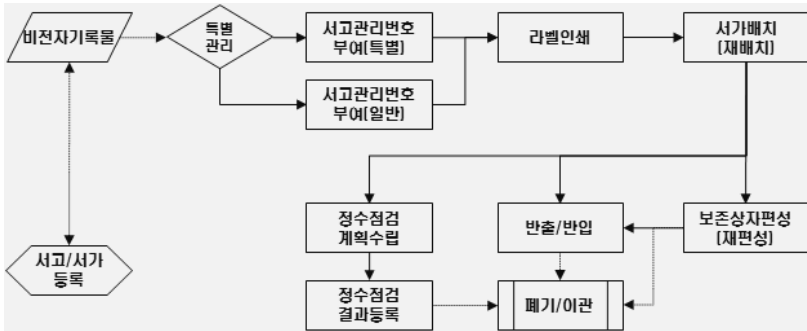 비전자기록물
특별
관리
서고관리번호
부여(특별)
라벨인쇄
서가배치
(재배치)
서고관리번호
부여(일반)
정수점검
계획수립
반출/반입
보존상자편성
(재편성)
서고/서가
등록
정수점검
결과등록
폐기/이관